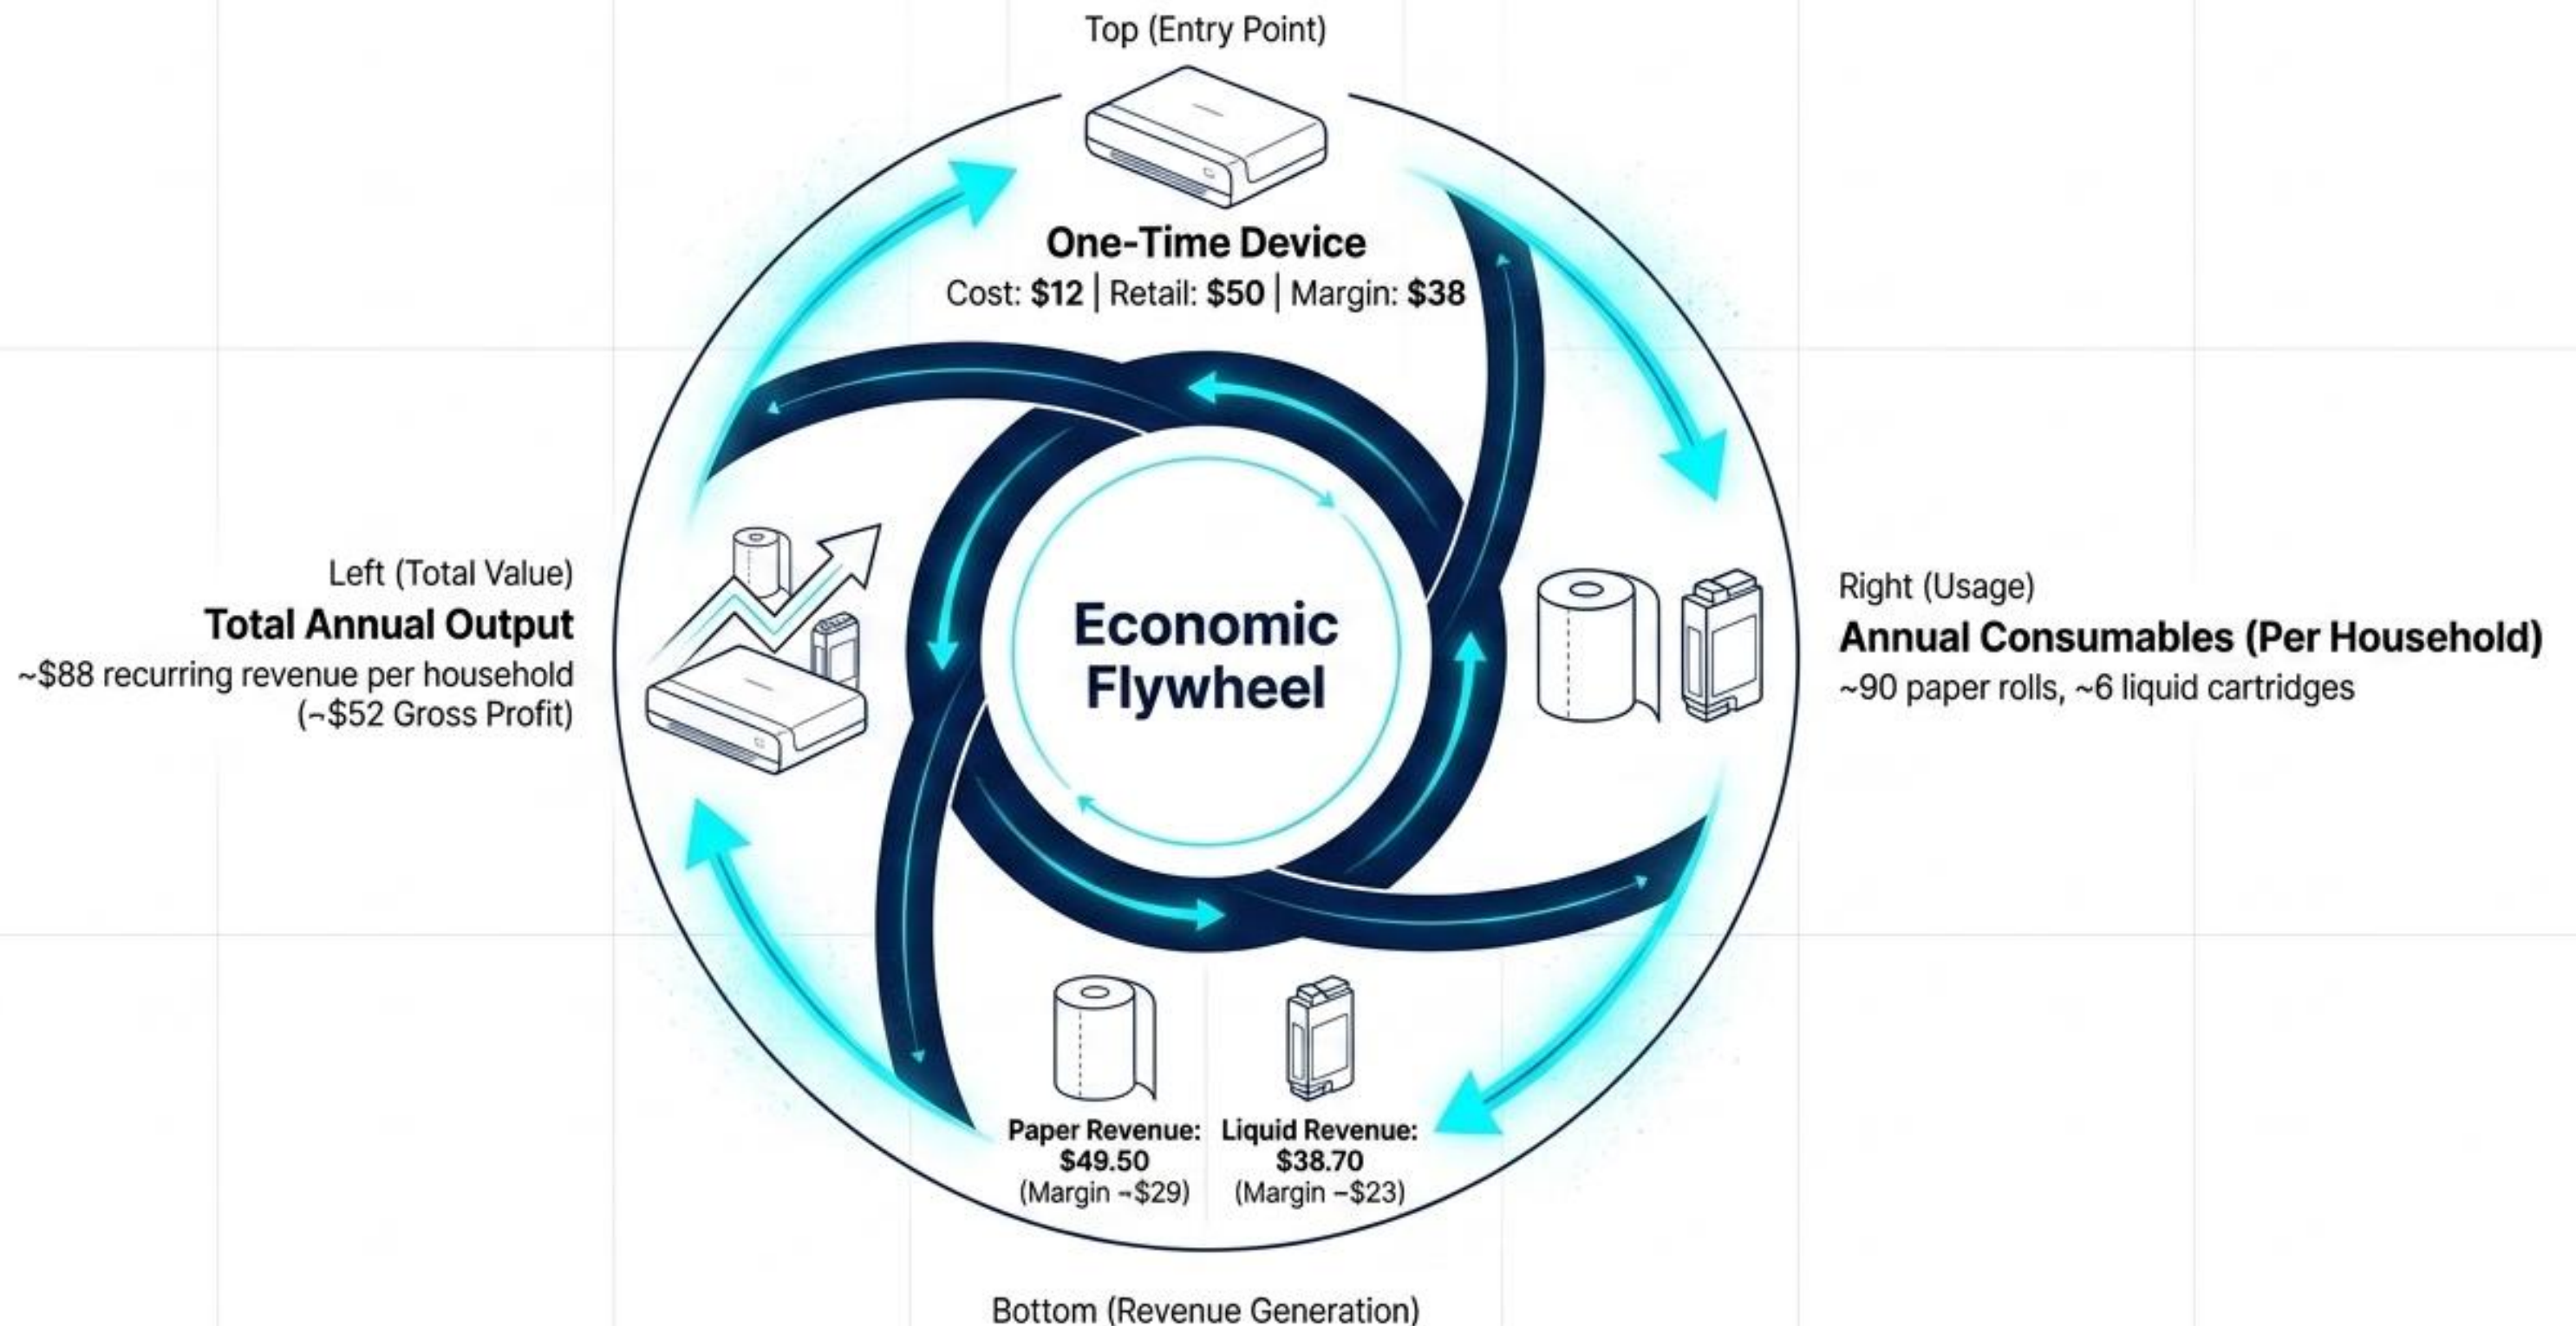 Top (Entry Point)
One-Time Device
Cost: $12 | Retail: $50 | Margin: $38
Economic
Flywheel
Left (Total Value)
Total Annual Output
~$88 recurring revenue per household
(~$52 Gross Profit)
Right (Usage)
Annual Consumables (Per Household)
~90 paper rolls, ~6 liquid cartridges
Paper Revenue:
$49.50
(Margin ~$29)
Liquid Revenue:
$38.70
(Margin ~$23)
Bottom (Revenue Generation)